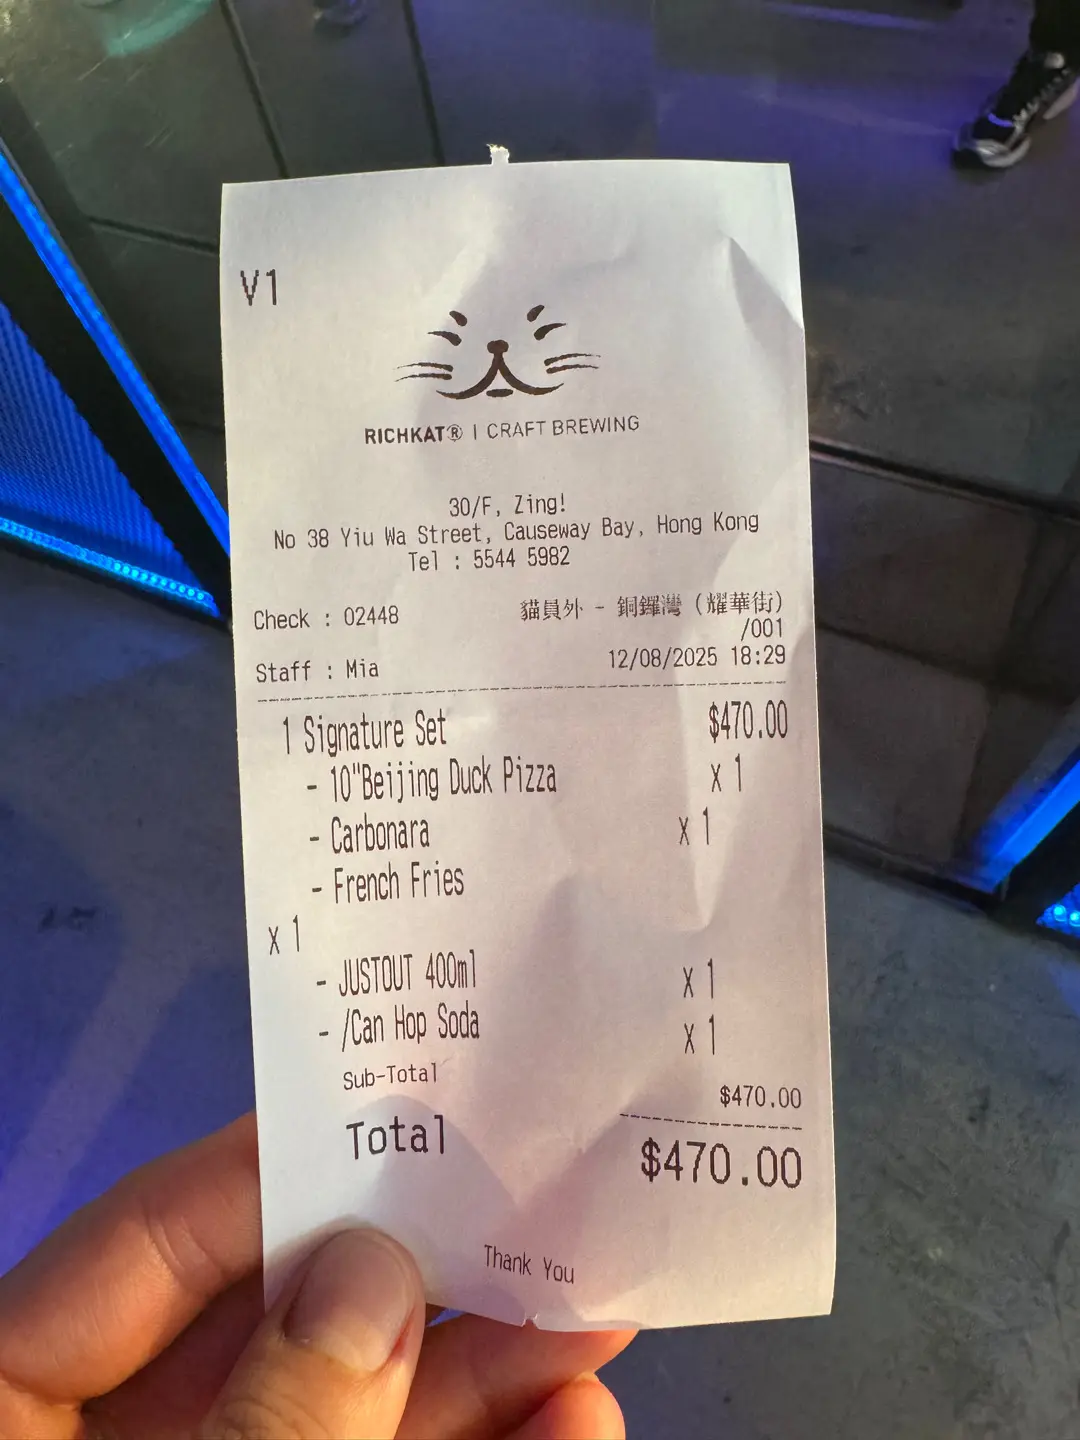 V1
RICHKAT® | CRAFT BREWING
30/F, Zing!
No 38 Yiu Wa Street, Causeway Bay, Hong Kong
Tel : 5544 5982
Check : 02448 貓員外 - 銅鑼灣 (耀華街)
/001
Staff : Mia 12/08/2025 18:29
1 Signature Set $470.00
- 10"Beijing Duck Pizza x 1
- Carbonara x 1
- French Fries
x 1
- JUSTOUT 400ml x 1
- /Can Hop Soda x 1
Sub-Total $470.00
Total $470.00
Thank You